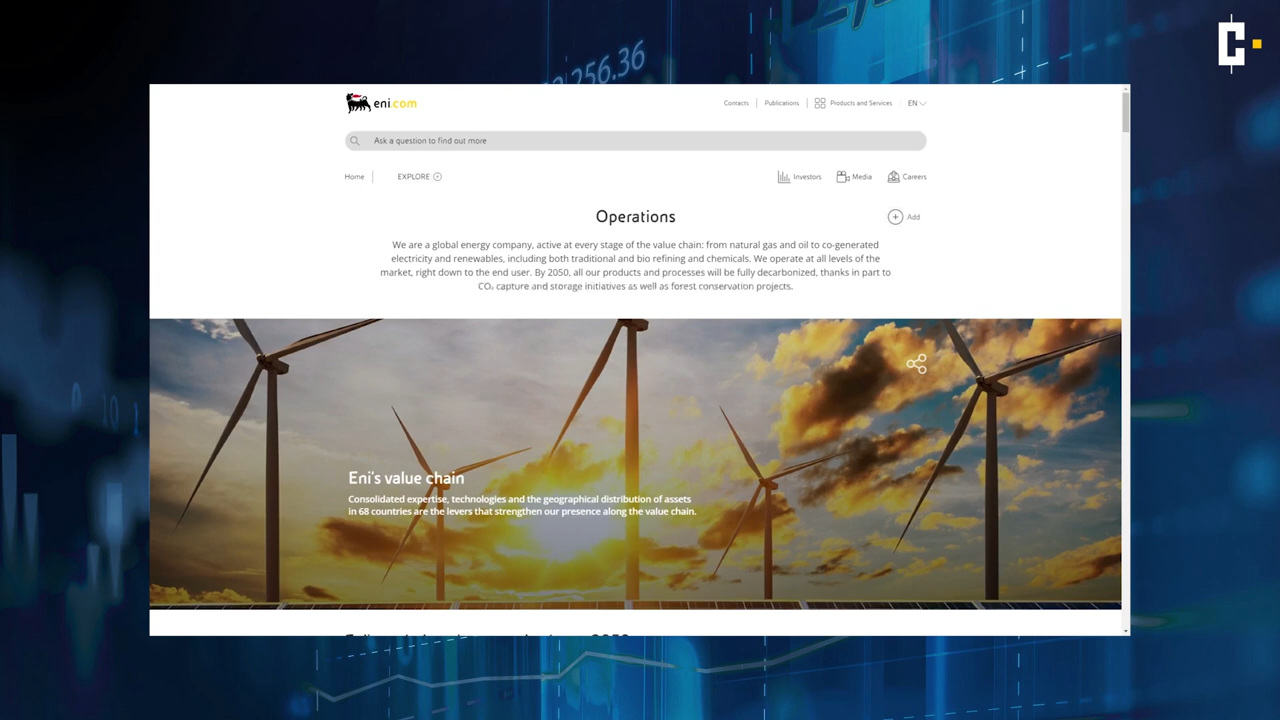 256.36
eni.com
Contacts
Publications
Products and Services
EN
Ask a question to find out more
Home
EXPLORE
Investors
Media
Careers
Operations
Add
We are a global energy company, active at every stage of the value chain: from natural gas and oil to co-generated
electricity and renewables, including both traditional and bio refining and chemicals. We operate at all levels of the
market, right down to the end user. By 2050, all our products and processes will be fully decarbonized, thanks in part to
CO₂ capture and storage initiatives as well as forest conservation projects.
Eni's value chain
Consolidated expertise, technologies and the geographical distribution of assets
in 68 countries are the levers that strengthen our presence along the value chain.